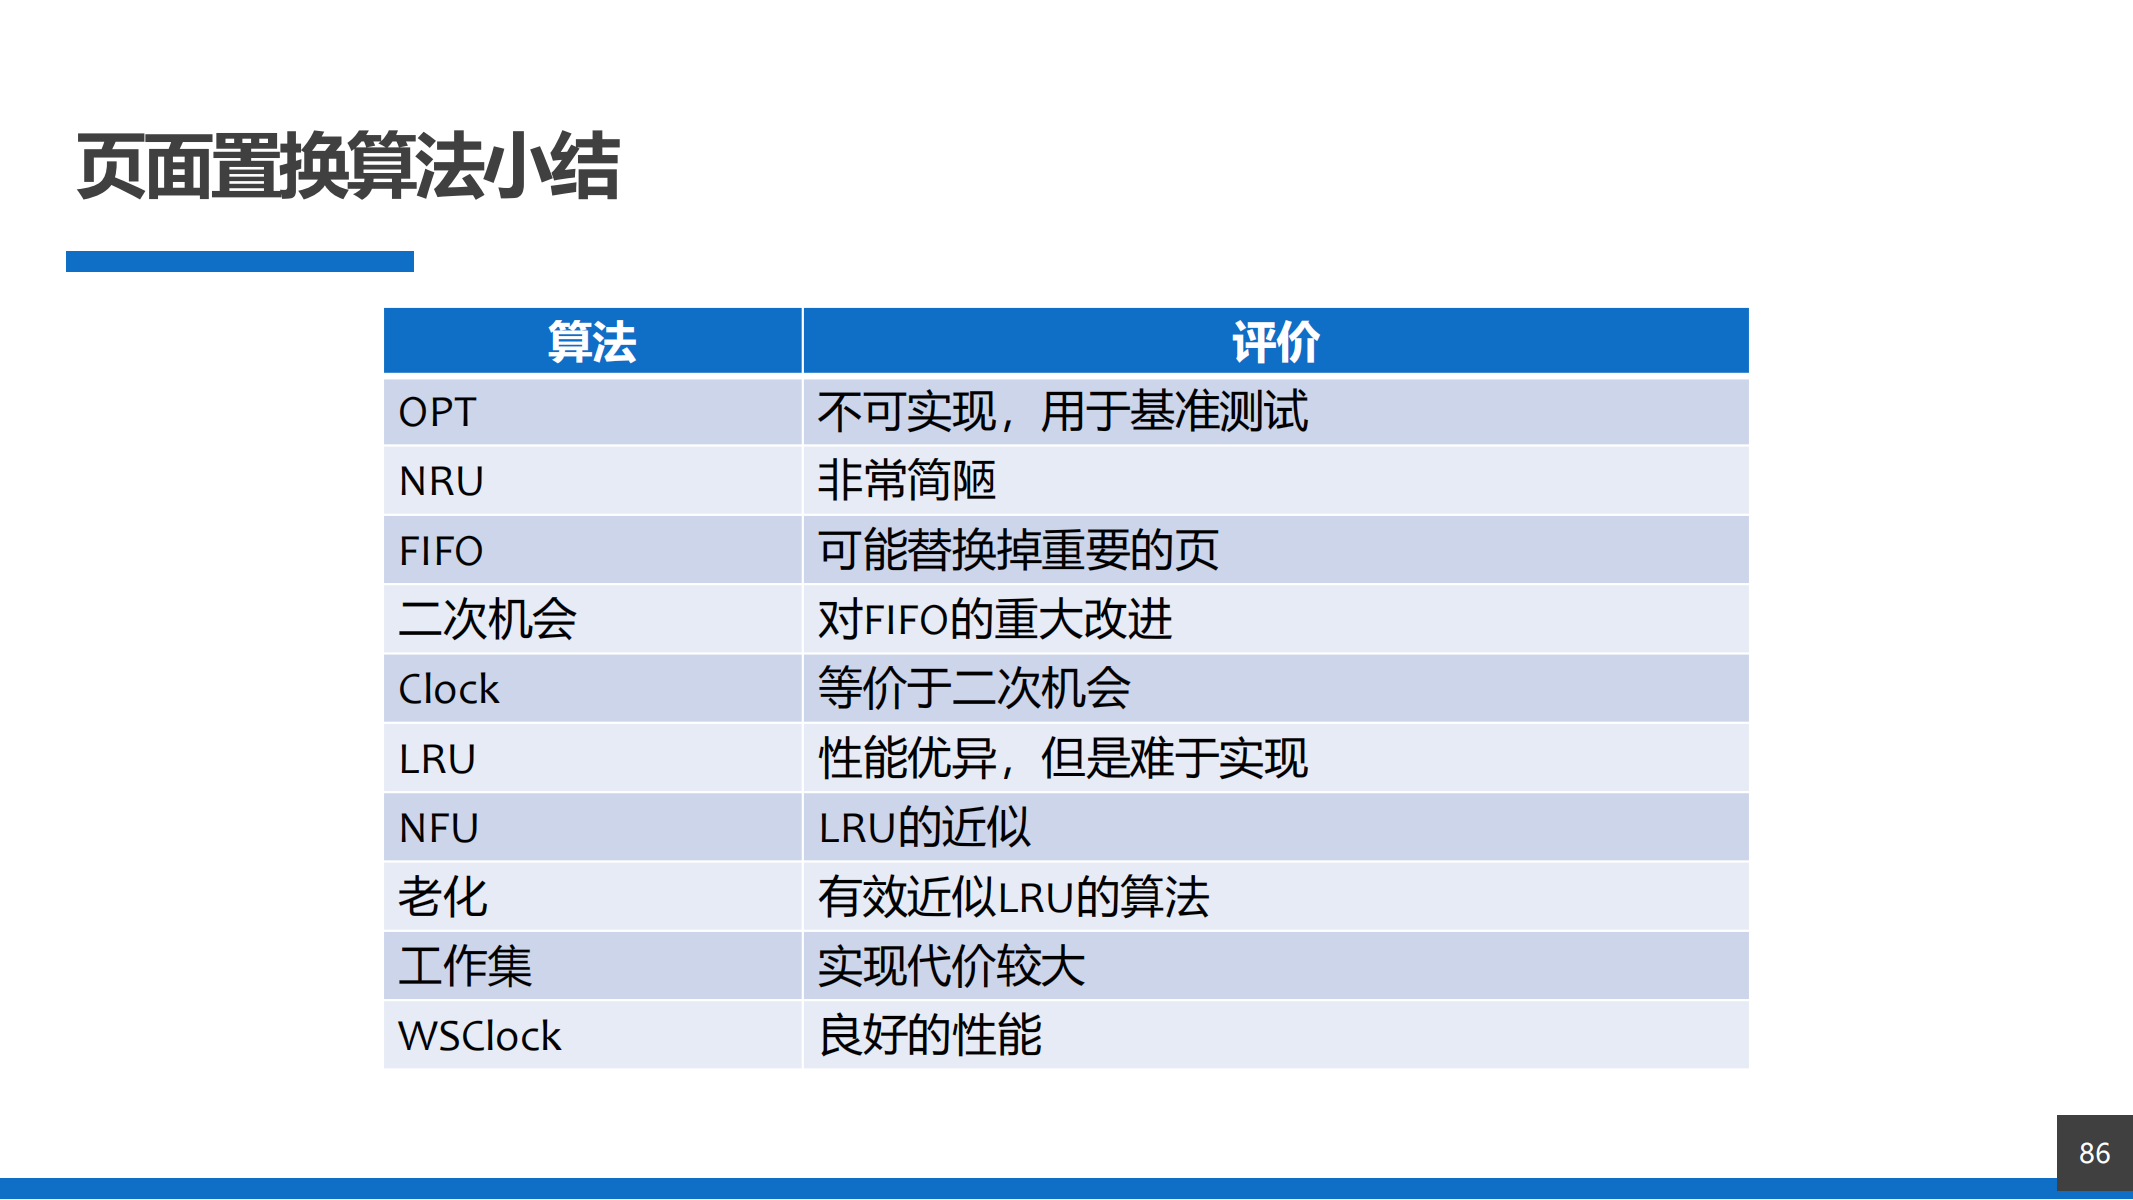 页面置换算法小结
算法 评价
OPT 不可实现，用于基准测试
NRU 非常简陋
FIFO 可能替换掉重要的页
二次机会 对FIFO的重大改进
Clock 等价于二次机会
LRU 性能优异，但是难于实现
NFU LRU的近似
老化 有效近似LRU的算法
工作集 实现代价较大
WSClock 良好的性能
86